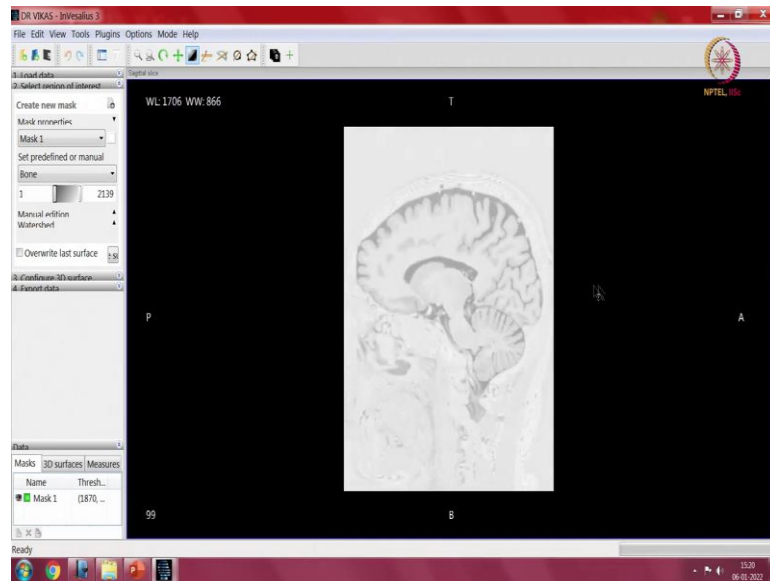 DR VIKAS - InVesalius 3
File Edit View Tools Plugins Options Mode Help
1. Load data
Sagittal slice
2. Select region of interest
Create new mask
Mask properties
Mask 1
Set predefined or manual
Bone
1 2139
Manual edition
Watershed
Overwrite last surface
3. Configure 3D surface
4. Export data
WL: 1706 WW: 866
T
NPTEL, IISc
P
A
Data
Masks 3D surfaces Measures
Name Thresh...
Mask 1 (1870, ...
99
B
Ready
15:20
06-01-2022